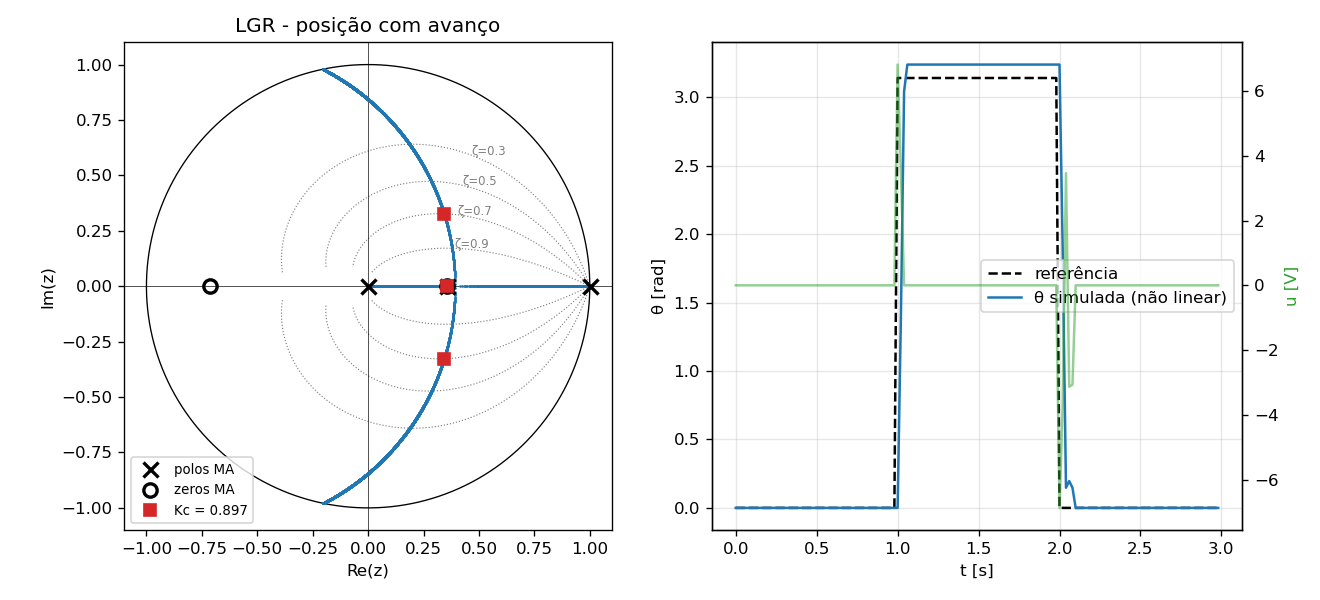 LGR - posição com avanço
1.00
0.75
0.50
0.25
0.00
−0.25
−0.50
−0.75
−1.00
Im(z)
ζ=0.3
ζ=0.5
ζ=0.7
ζ=0.9
polos MA
zeros MA
Kc = 0.897
−1.00 −0.75 −0.50 −0.25 0.00 0.25 0.50 0.75 1.00
Re(z)
3.0
2.5
2.0
1.5
1.0
0.5
0.0
θ [rad]
referência
θ simulada (não linear)
6
4
2
0
−2
−4
−6
u [V]
0.0 0.5 1.0 1.5 2.0 2.5 3.0
t [s]